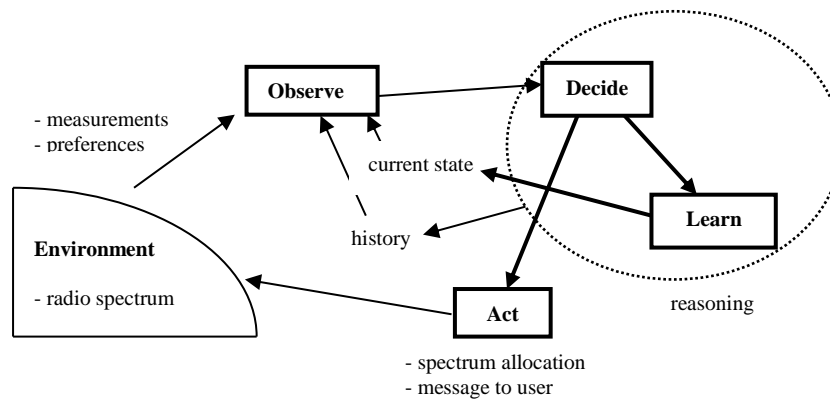 Observe
Decide
- measurements
- preferences
current state
Learn
history
Environment
- radio spectrum
Act
reasoning
- spectrum allocation
- message to user